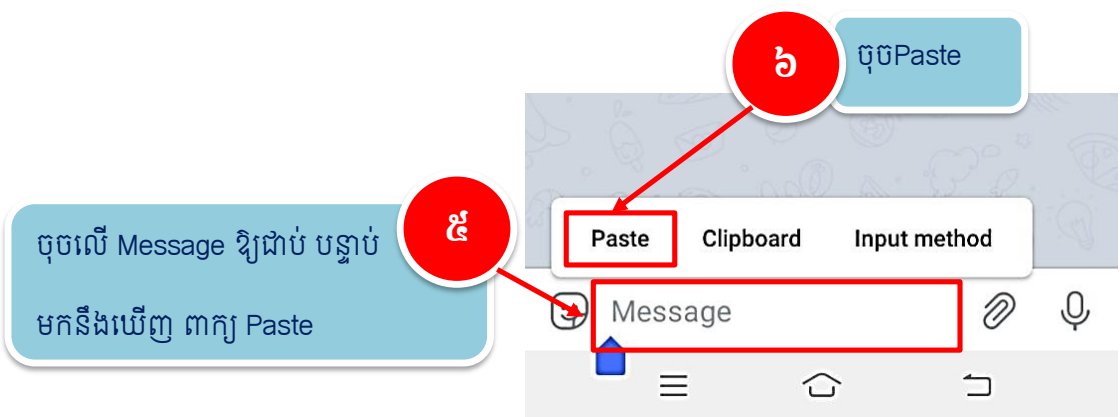 ៦
ចុចPaste
៥
ចុចលើ Message ឱ្យជាប់ បន្ទាប់
មកនឹងឃើញ ពាក្យ Paste
Paste Clipboard Input method
Message